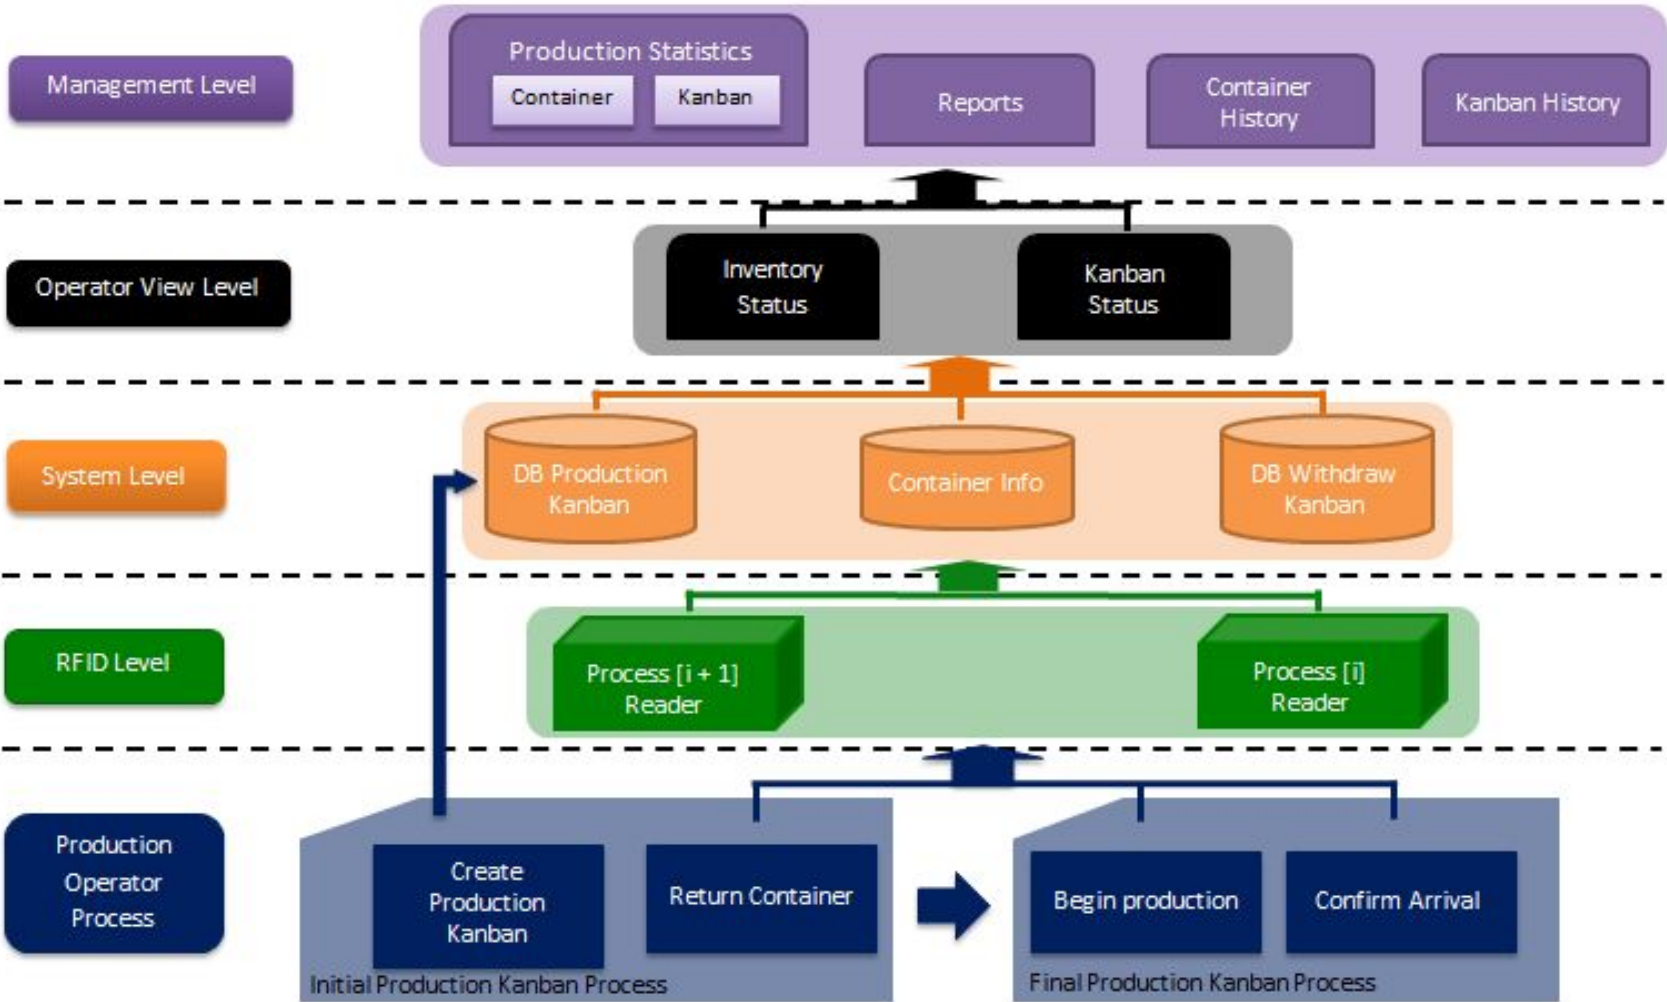 Management Level
Production Statistics
Container
Kanban
Reports
Container
History
Kanban History
Operator View Level
Inventory
Status
Kanban
Status
System Level
DB Production
Kanban
Container Info
DB Withdraw
Kanban
RFID Level
Process [i + 1]
Reader
Process [i]
Reader
Production
Operator
Process
Create
Production
Kanban
Return Container
Initial Production Kanban Process
Begin production
Confirm Arrival
Final Production Kanban Process